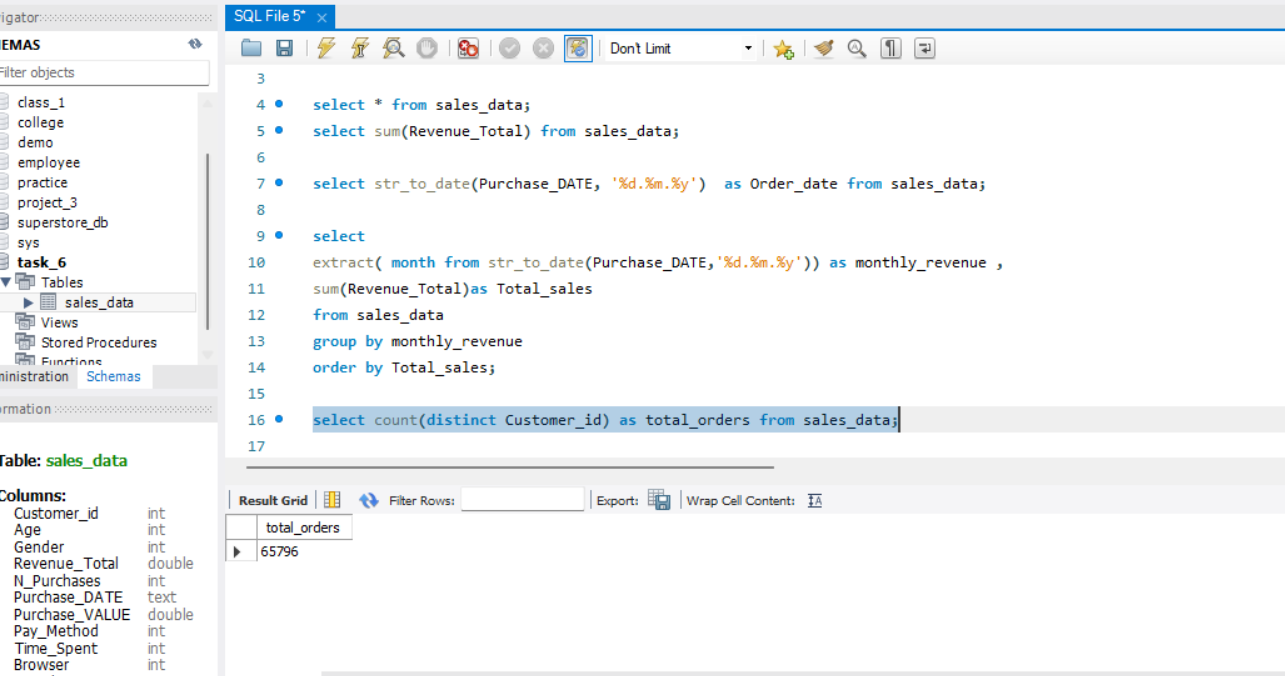 igator
SQL File 5*
EMAS
Don't Limit
Filter objects
class_1
college
demo
employee
practice
project_3
superstore_db
sys
task_6
Tables
sales_data
Views
Stored Procedures
Functions
ministration Schemas
ormation
Table: sales_data
Columns:
Customer_id int
Age int
Gender int
Revenue_Total double
N_Purchases int
Purchase_DATE text
Purchase_VALUE double
Pay_Method int
Time_Spent int
Browser int
3
4 select * from sales_data;
5 select sum(Revenue_Total) from sales_data;
6
7 select str_to_date(Purchase_DATE, '%d.%m.%y')  as Order_date from sales_data;
8
9 select
10 extract( month from str_to_date(Purchase_DATE,'%d.%m.%y')) as monthly_revenue ,
11 sum(Revenue_Total)as Total_sales
12 from sales_data
13 group by monthly_revenue
14 order by Total_sales;
15
16 select count(distinct Customer_id) as total_orders from sales_data;
17
Result Grid Filter Rows: Export: Wrap Cell Content:
total_orders
65796